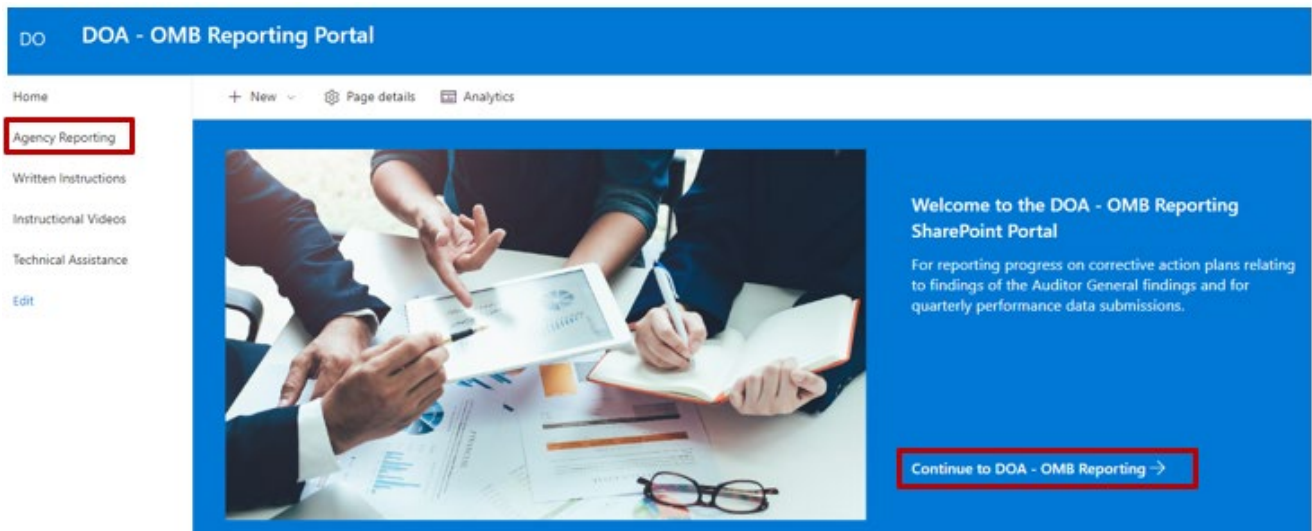 DO DOA - OMB Reporting Portal
Home
Agency Reporting
Written Instructions
Instructional Videos
Technical Assistance
Edit
+ New Page details Analytics
Welcome to the DOA - OMB Reporting
SharePoint Portal
For reporting progress on corrective action plans relating
to findings of the Auditor General findings and for
quarterly performance data submissions.
Continue to DOA - OMB Reporting →